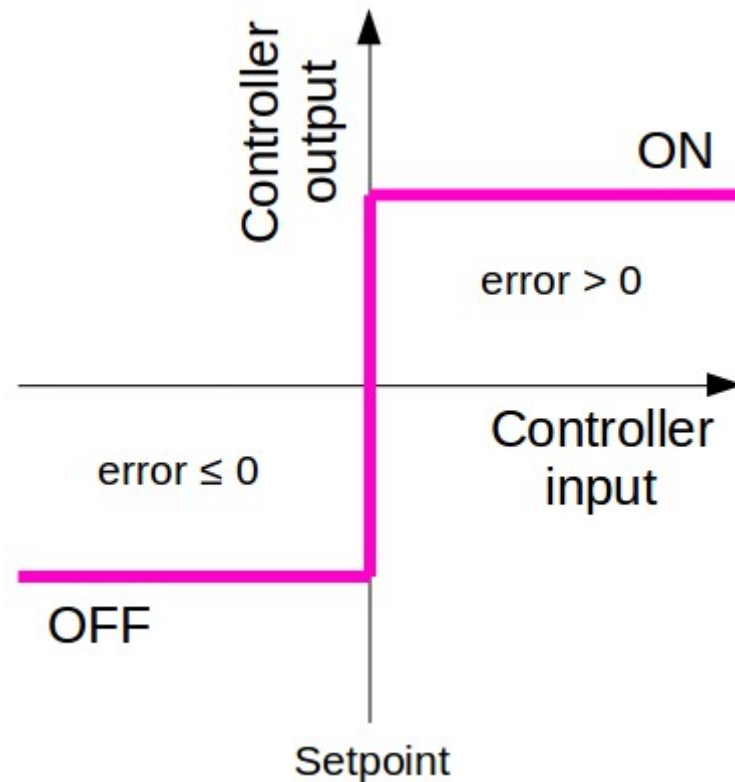 Controller
output
ON
error > 0
Controller
input
error ≤ 0
OFF
Setpoint